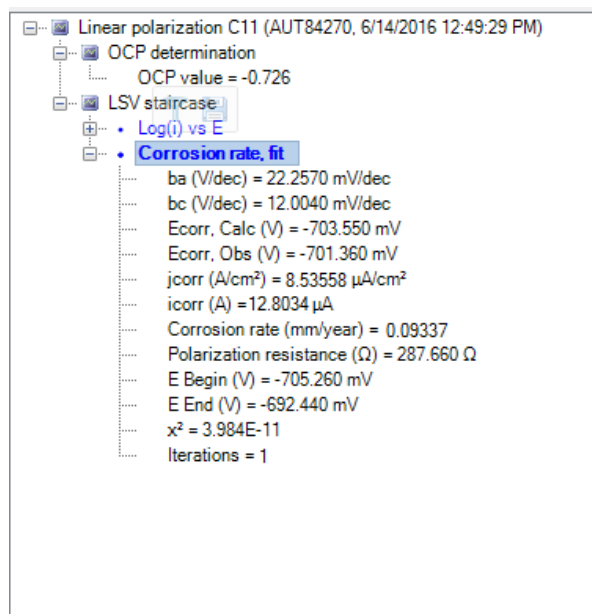 Linear polarization C11 (AUT84270, 6/14/2016 12:49:29 PM)
OCP determination
OCP value = -0.726
LSV staircase
Log(i) vs E
Corrosion rate, fit
ba (V/dec) = 22.2570 mV/dec
bc (V/dec) = 12.0040 mV/dec
Ecorr, Calc (V) = -703.550 mV
Ecorr, Obs (V) = -701.360 mV
jcorr (A/cm²) = 8.53558 µA/cm²
icorr (A) =12.8034 µA
Corrosion rate (mm/year) = 0.09337
Polarization resistance (Ω) = 287.660 Ω
E Begin (V) = -705.260 mV
E End (V) = -692.440 mV
x² = 3.984E-11
Iterations = 1